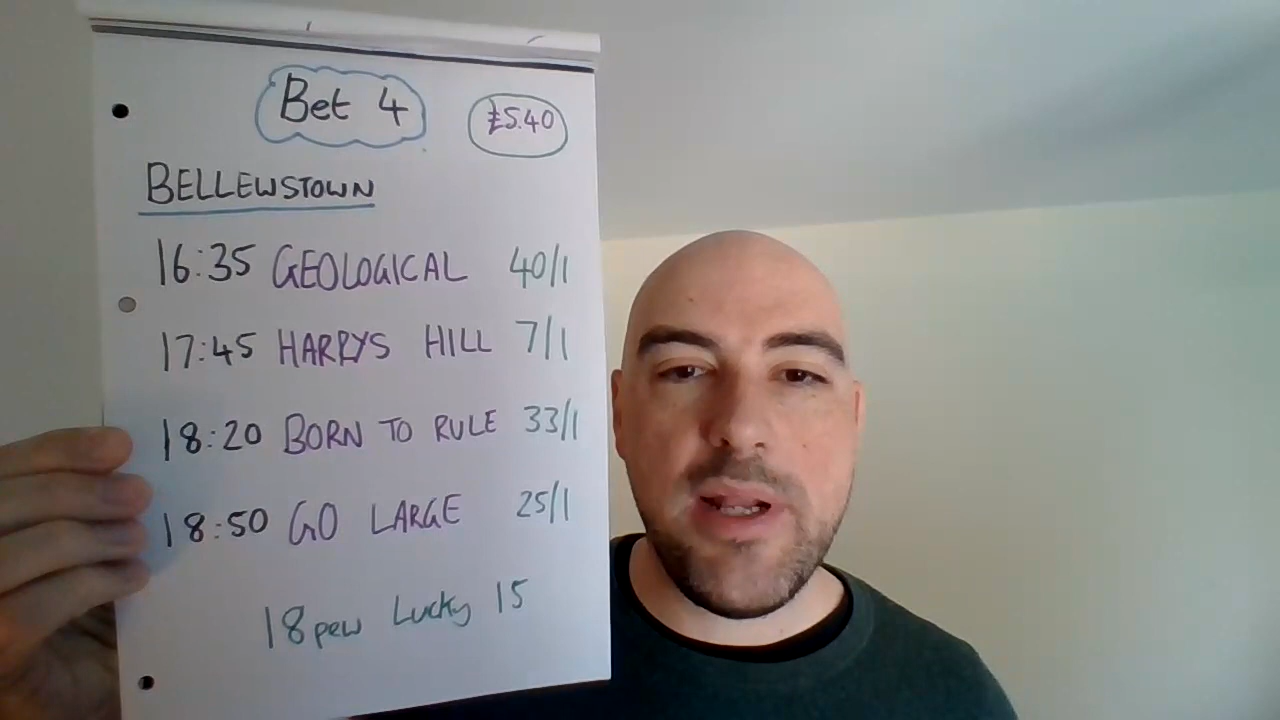 Bet 4
£5.40
BELLEWSTOWN
16:35 GEOLOGICAL 40/1
17:45 HARRYS HILL 7/1
18:20 BORN TO RULE 33/1
18:50 GO LARGE 25/1
18pew Lucky 15